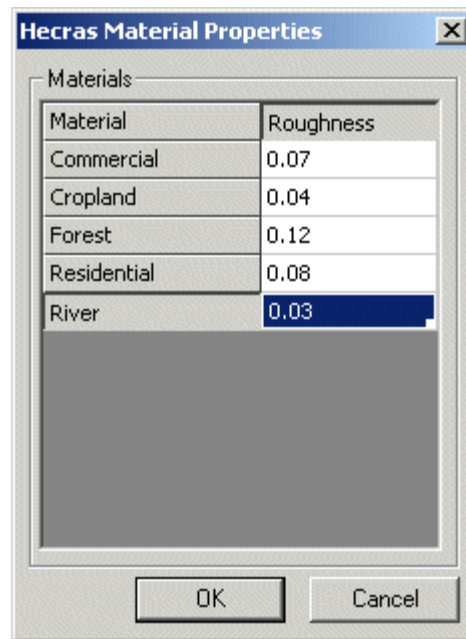 Hecras Material Properties
Materials
Material Roughness
Commercial 0.07
Cropland 0.04
Forest 0.12
Residential 0.08
River 0.03
OK Cancel